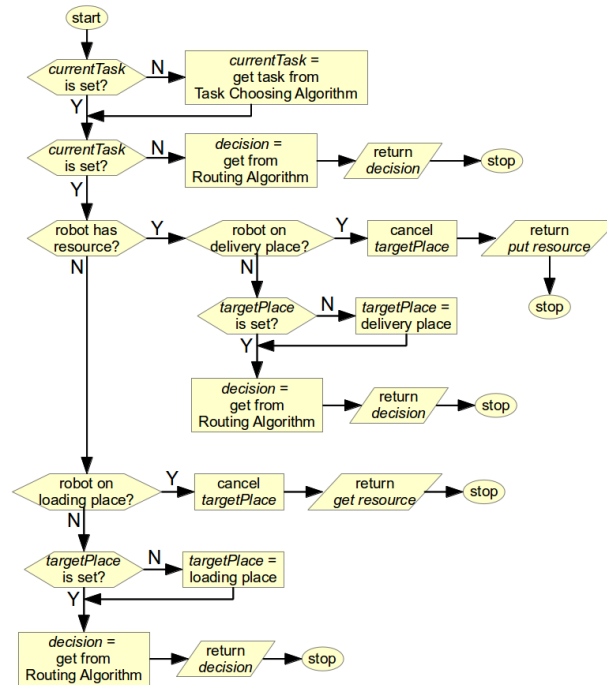 start
currentTask
is set?
N
currentTask =
get task from
Task Choosing Algorithm
Y
currentTask
is set?
N
decision =
get from
Routing Algorithm
return
decision
stop
Y
robot has
resource?
Y
robot on
delivery place?
Y
cancel
targetPlace
return
put resource
stop
N
N
targetPlace
is set?
N
targetPlace =
delivery place
Y
decision =
get from
Routing Algorithm
return
decision
stop
robot on
loading place?
Y
cancel
targetPlace
return
get resource
stop
N
targetPlace
is set?
N
targetPlace =
loading place
Y
decision =
get from
Routing Algorithm
return
decision
stop